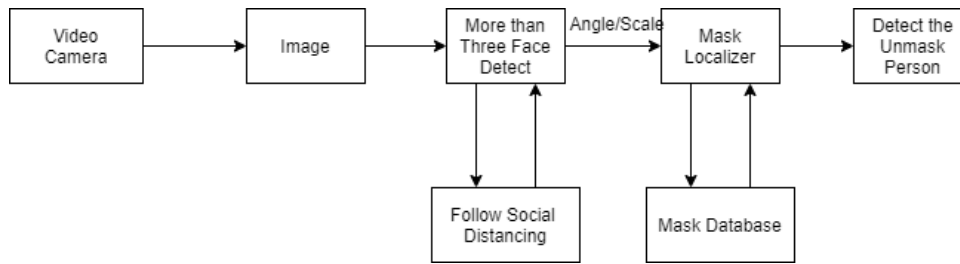 Video
Camera
Image
More than
Three Face
Detect
Angle/Scale
Mask
Localizer
Detect the
Unmask
Person
Follow Social
Distancing
Mask Database